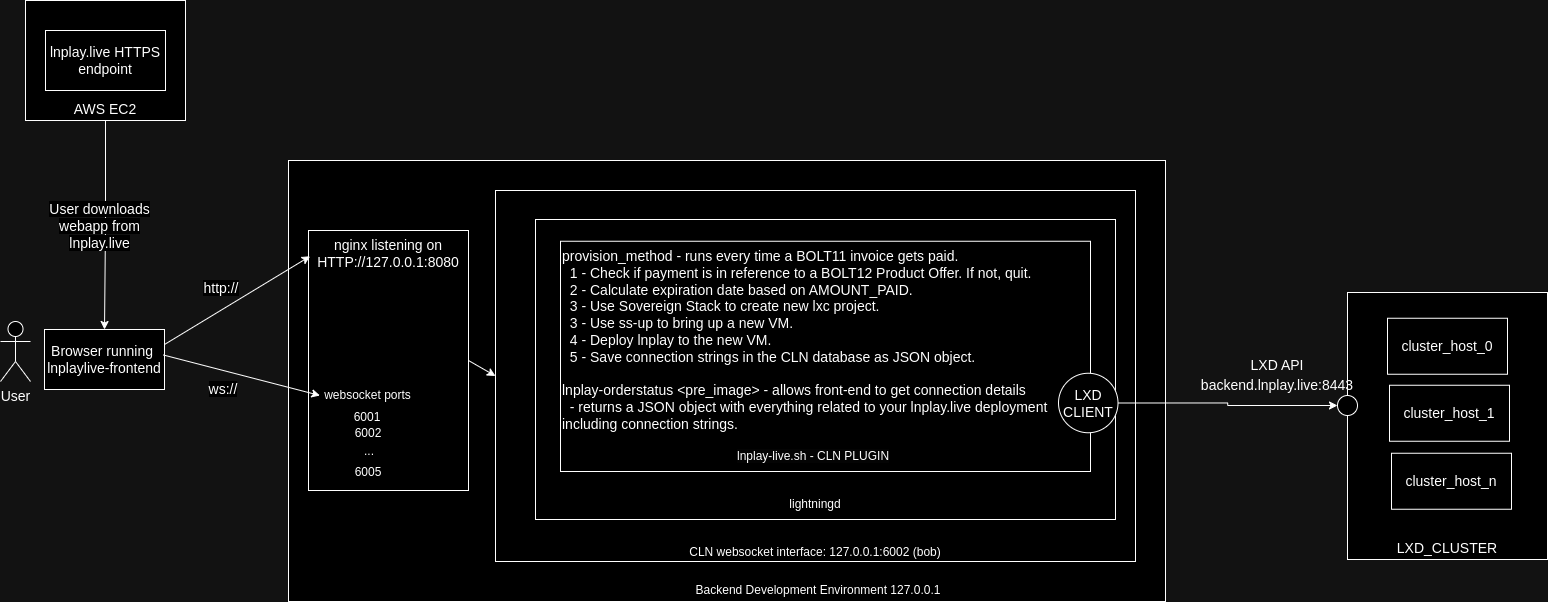 lnplay.live HTTPS
endpoint
AWS EC2
User downloads
webapp from
lnplay.live
User
Browser running
lnplaylive-frontend
http://
ws://
nginx listening on
HTTP://127.0.0.1:8080
websocket ports
6001
6002
...
6005
provision_method - runs every time a BOLT11 invoice gets paid.
1 - Check if payment is in reference to a BOLT12 Product Offer. If not, quit.
2 - Calculate expiration date based on AMOUNT_PAID.
3 - Use Sovereign Stack to create new lxc project.
3 - Use ss-up to bring up a new VM.
4 - Deploy lnplay to the new VM.
5 - Save connection strings in the CLN database as JSON object.
lnplay-orderstatus <pre_image> - allows front-end to get connection details
- returns a JSON object with everything related to your lnplay.live deployment
including connection strings.
lnplay-live.sh - CLN PLUGIN
lightningd
CLN websocket interface: 127.0.0.1:6002 (bob)
Backend Development Environment 127.0.0.1
LXD
CLIENT
LXD API
backend.lnplay.live:8443
cluster_host_0
cluster_host_1
cluster_host_n
LXD_CLUSTER